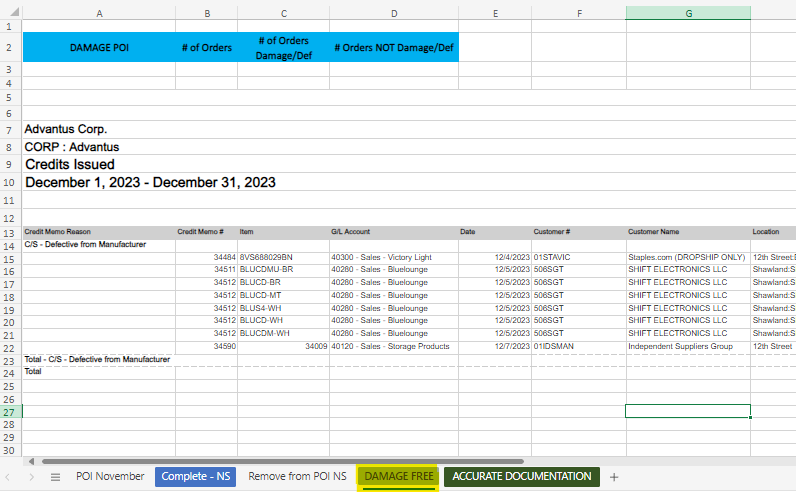 A B C D E F G
1
2 DAMAGE POI # of Orders # of Orders Damage/Def # Orders NOT Damage/Def
3
4
5
6
7 Advantus Corp.
8 CORP : Advantus
9 Credits Issued
10 December 1, 2023 - December 31, 2023
11
12
13 Credit Memo Reason Credit Memo # Item G/L Account Date Customer # Customer Name Location
14 C/S - Defective from Manufacturer
15 34484 8VS688029BN 40300 - Sales - Victory Light 12/4/2023 01STAVIC Staples.com (DROPSHIP ONLY) 12th Street:
16 34511 BLUCDMU-BR 40280 - Sales - Bluelounge 12/5/2023 506SGT SHIFT ELECTRONICS LLC Shawland:S
17 34512 BLUCD-BR 40280 - Sales - Bluelounge 12/5/2023 506SGT SHIFT ELECTRONICS LLC Shawland:S
18 34512 BLUCD-MT 40280 - Sales - Bluelounge 12/5/2023 506SGT SHIFT ELECTRONICS LLC Shawland:S
19 34512 BLUS4-WH 40280 - Sales - Bluelounge 12/5/2023 506SGT SHIFT ELECTRONICS LLC Shawland:S
20 34512 BLUCD-WH 40280 - Sales - Bluelounge 12/5/2023 506SGT SHIFT ELECTRONICS LLC Shawland:S
21 34512 BLUCDM-WH 40280 - Sales - Bluelounge 12/5/2023 506SGT SHIFT ELECTRONICS LLC Shawland:S
22 34590 34009 40120 - Sales - Storage Products 12/7/2023 01IDSMAN Independent Suppliers Group 12th Street
23 Total - C/S - Defective from Manufacturer
24 Total
25
26
27
28
29
30
POI November Complete - NS Remove from POI NS DAMAGE FREE ACCURATE DOCUMENTATION +